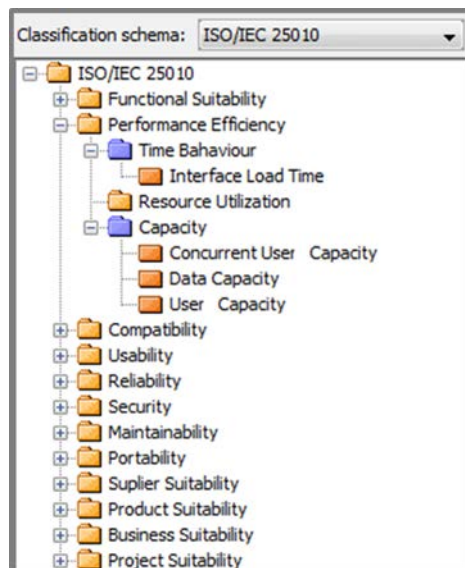 Classification schema: ISO/IEC 25010
ISO/IEC 25010
Functional Suitability
Performance Efficiency
Time Bahaviour
Interface Load Time
Resource Utilization
Capacity
Concurrent User Capacity
Data Capacity
User Capacity
Compatibility
Usability
Reliability
Security
Maintainability
Portability
Suplier Suitability
Product Suitability
Business Suitability
Project Suitability